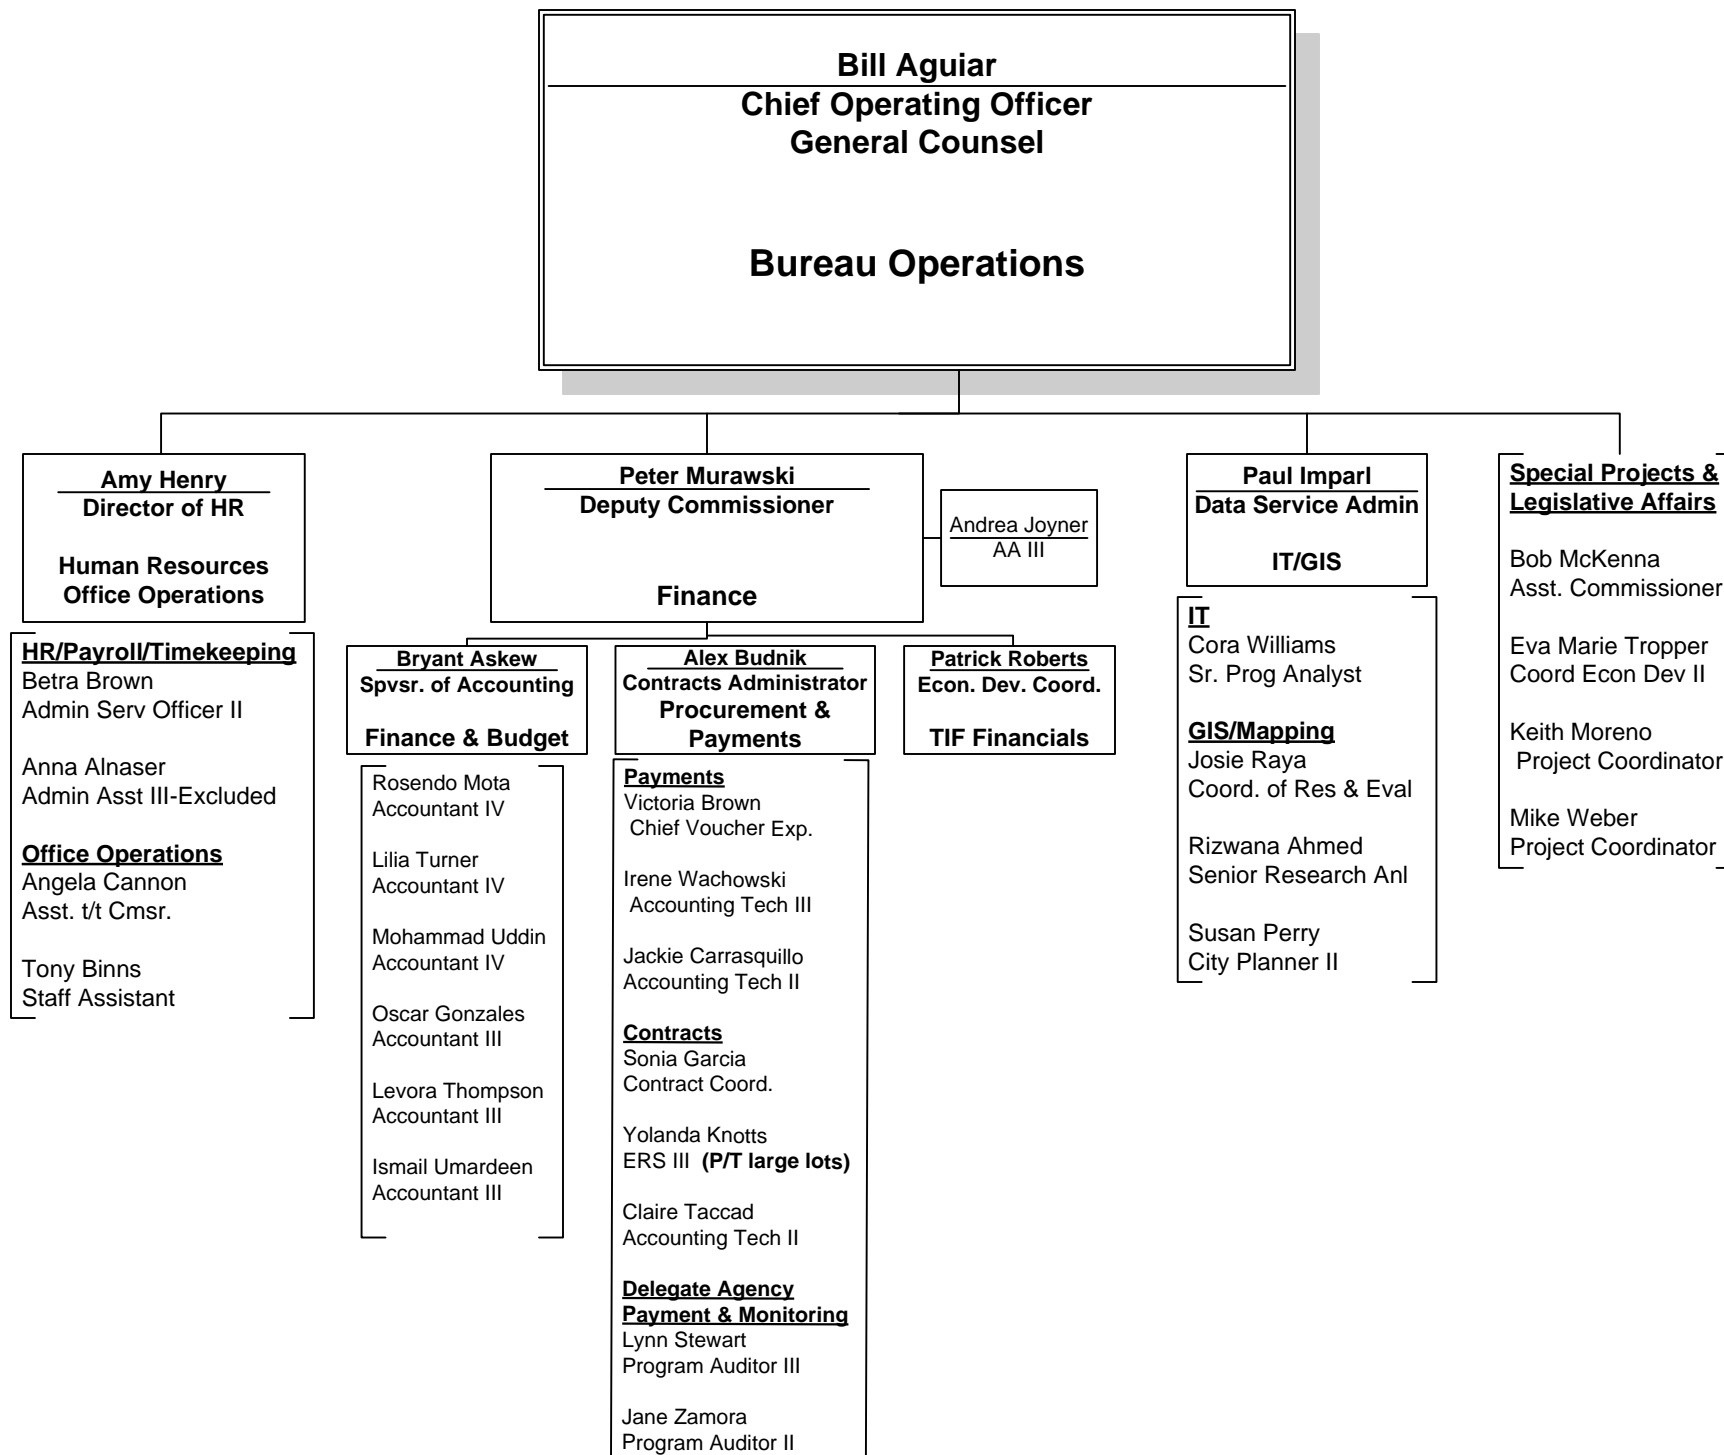 Bill Aguiar
Chief Operating Officer
General Counsel
Bureau Operations
Amy Henry
Director of HR
Human Resources
Office Operations
HR/Payroll/Timekeeping
Betra Brown
Admin Serv Officer II
Anna Alnaser
Admin Asst III-Excluded
Office Operations
Angela Cannon
Asst. t/t Cmsr.
Tony Binns
Staff Assistant
Peter Murawski
Deputy Commissioner
Finance
Andrea Joyner
AA III
Bryant Askew
Spvsr. of Accounting
Finance & Budget
Rosendo Mota
Accountant IV
Lilia Turner
Accountant IV
Mohammad Uddin
Accountant IV
Oscar Gonzales
Accountant III
Levora Thompson
Accountant III
Ismail Umardeen
Accountant III
Alex Budnik
Contracts Administrator
Procurement &
Payments
Payments
Victoria Brown
Chief Voucher Exp.
Irene Wachowski
Accounting Tech III
Jackie Carrasquillo
Accounting Tech II
Contracts
Sonia Garcia
Contract Coord.
Yolanda Knotts
ERS III (P/T large lots)
Claire Taccad
Accounting Tech II
Delegate Agency
Payment & Monitoring
Lynn Stewart
Program Auditor III
Jane Zamora
Program Auditor II
Patrick Roberts
Econ. Dev. Coord.
TIF Financials
Paul Imparl
Data Service Admin
IT/GIS
IT
Cora Williams
Sr. Prog Analyst
GIS/Mapping
Josie Raya
Coord. of Res & Eval
Rizwana Ahmed
Senior Research Anl
Susan Perry
City Planner II
Special Projects &
Legislative Affairs
Bob McKenna
Asst. Commissioner
Eva Marie Tropper
Coord Econ Dev II
Keith Moreno
Project Coordinator
Mike Weber
Project Coordinator